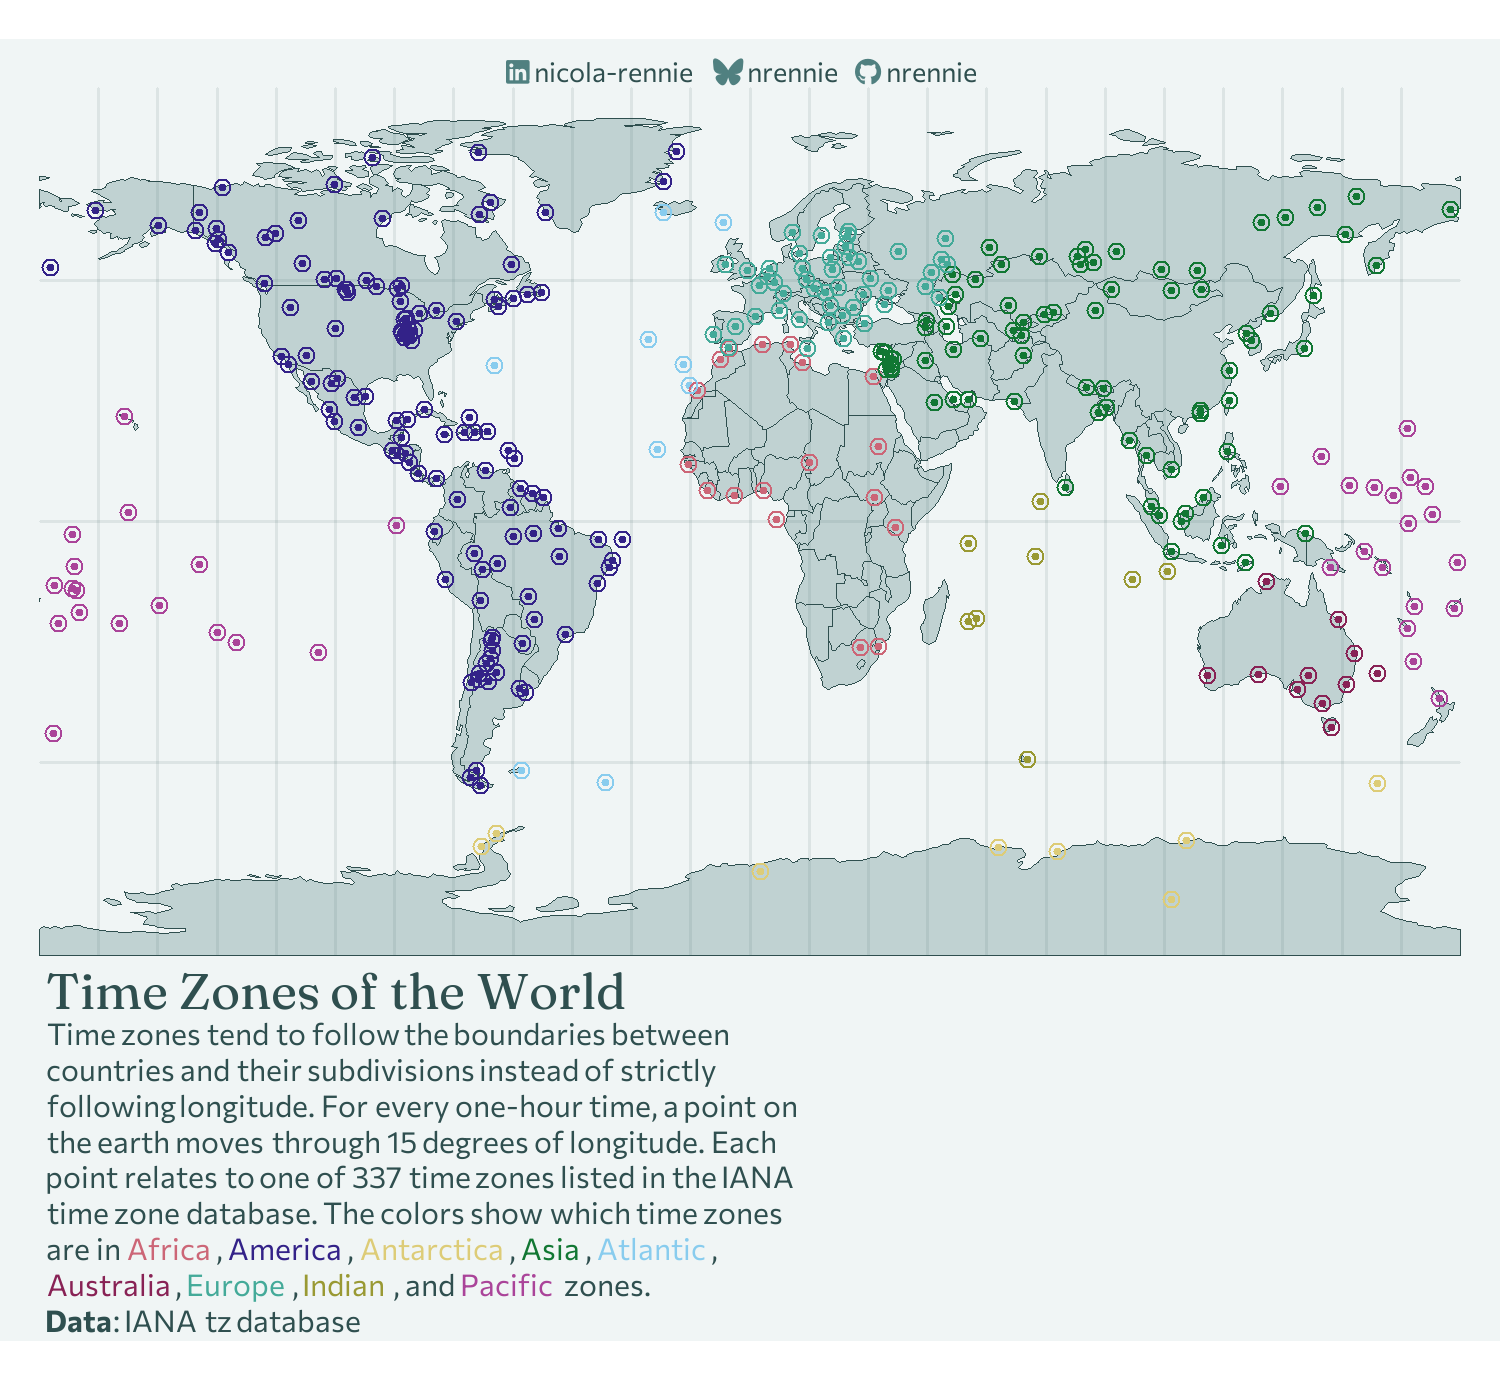 nicola-rennie nrennie nrennie
Time Zones of the World
Time zones tend to follow the boundaries between
countries and their subdivisions instead of strictly
following longitude. For every one-hour time, a point on
the earth moves through 15 degrees of longitude. Each
point relates to one of 337 time zones listed in the IANA
time zone database. The colors show which time zones
are in Africa , America , Antarctica , Asia , Atlantic ,
Australia , Europe , Indian , and Pacific zones.
Data: IANA tz database